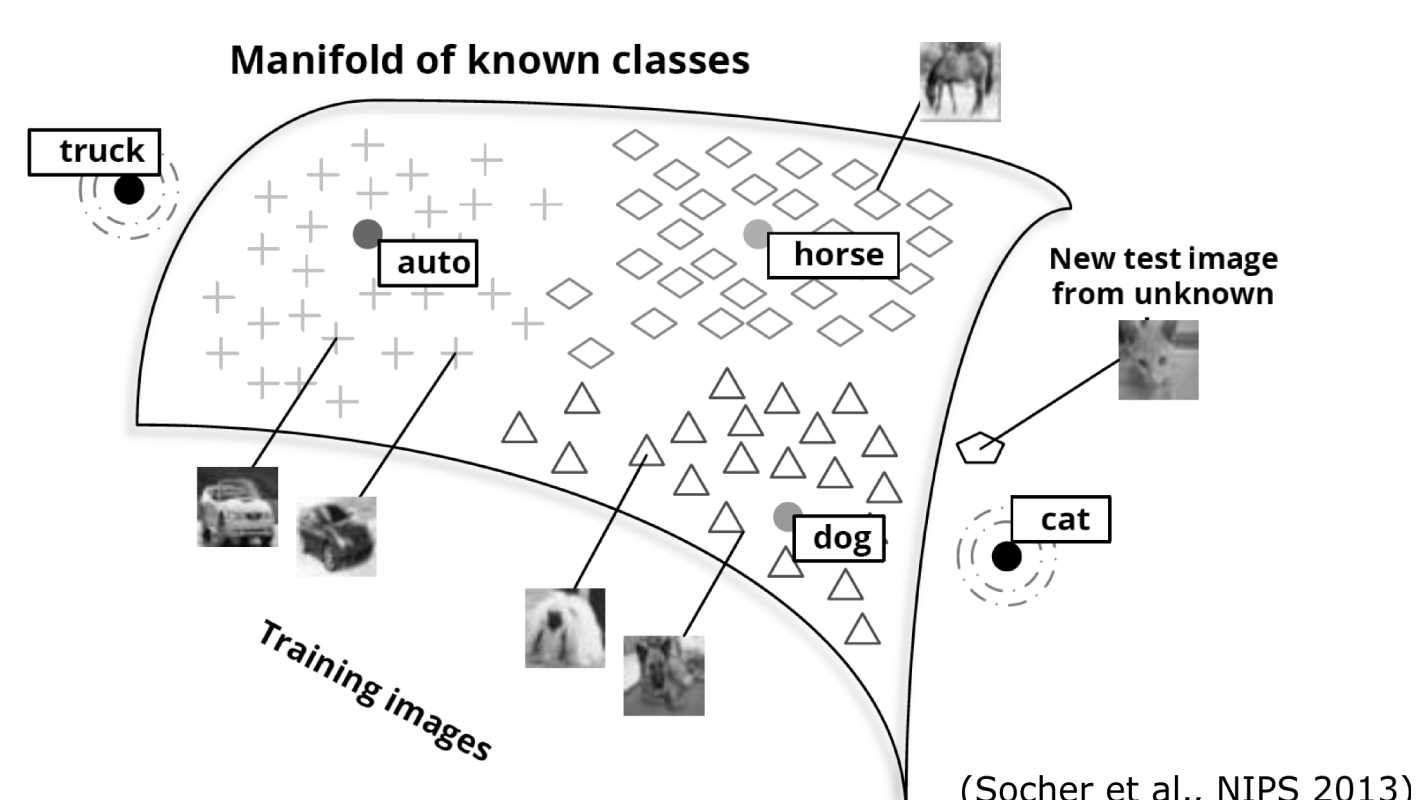 Manifold of known classes
truck
auto
horse
New test image
from unknown
cat
dog
Training images
(Socher et al., NIPS 2013)